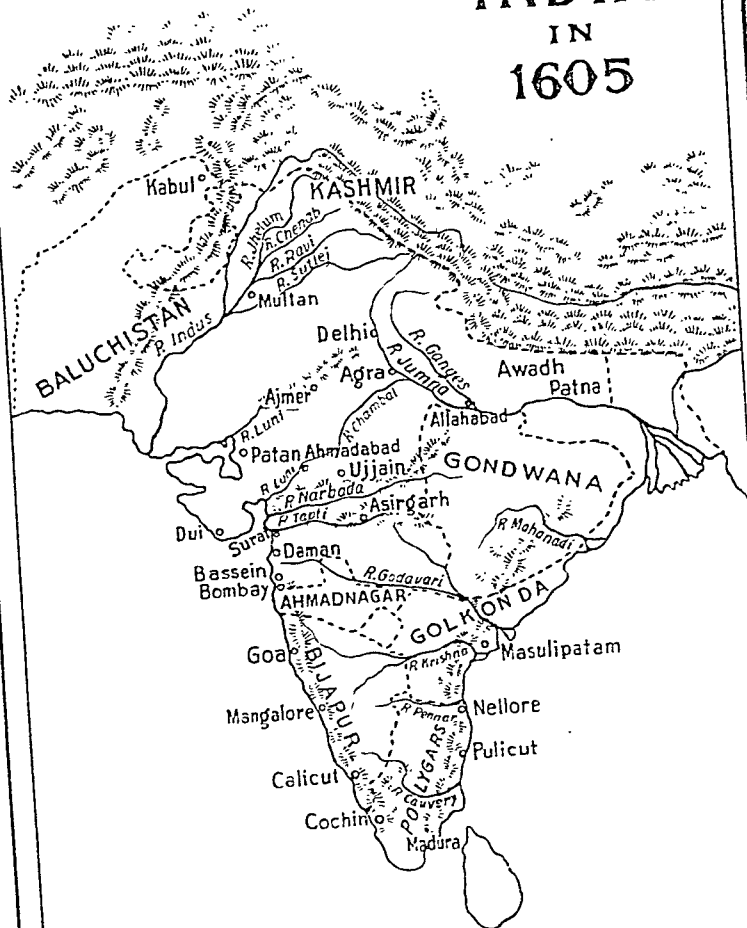 IN
1605
Kabul
KASHMIR
R. Jhelum
R. Chenab
R. Ravi
R. Sutlej
Multan
BALUCHISTAN
R. Indus
Delhi
R. Ganges
R. Jumna
Agra
Awadh
Patna
Ajmer
R. Luni
R. Chambal
Allahabad
Patan
Ahmadabad
R. Luni
Ujjain
GONDWANA
R. Narbada
R. Tapti
Asirgarh
Dui
Surat
R. Mahanadi
Daman
Bassein
Bombay
R. Godavari
AHMADNAGAR
GOLKONDA
Goa
BIJAPUR
R. Krishna
Masulipatam
Mangalore
R. Pennar
Nellore
POLLYGARS
Pulicut
Calicut
R. Cauvery
Cochin
Madura